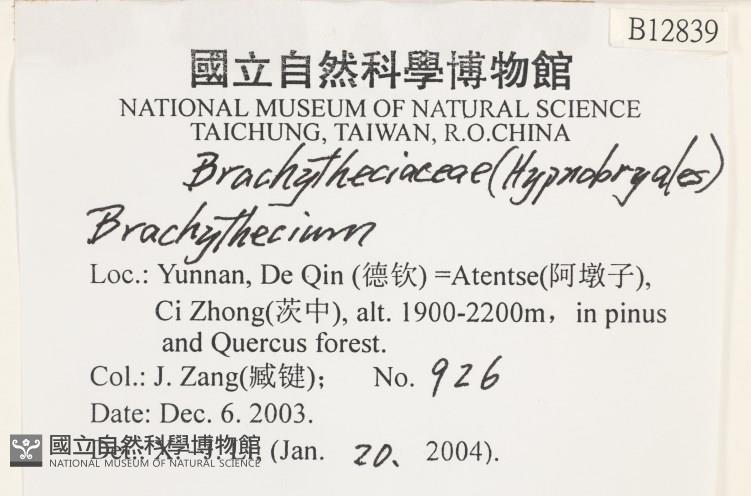 B12839
國立自然科學博物館
NATIONAL MUSEUM OF NATURAL SCIENCE
TAICHUNG, TAIWAN, R.O.CHINA
Brachytheciaceae (Hypnobryales)
Brachythecium
Loc.: Yunnan, De Qin (德钦) =Atentse(阿墩子),
Ci Zhong(茨中), alt. 1900-2200m， in pinus
and Quercus forest.
Col.: J. Zang(臧键)； No. 926
Date: Dec. 6. 2003.
Det.: X. -J. Li, (Jan. 20. 2004).
國立自然科學博物館
NATIONAL MUSEUM OF NATURAL SCIENCE